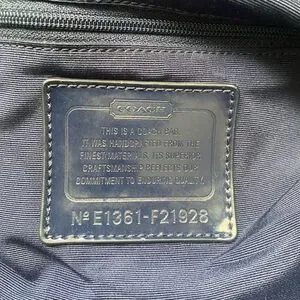 COACH
THIS IS A COACH BAG.
IT WAS HANDCRAFTED FROM THE
FINEST MATERIALS. ITS SUPERIOR
CRAFTSMANSHIP REFLECTS OUR
COMMITMENT TO ENDURING QUALITY.
Nº E1361-F21928